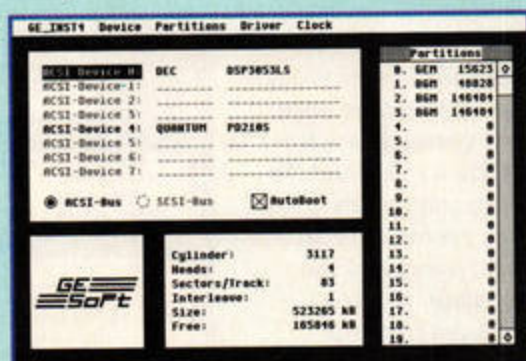 GE_INST4 Device Partitions Driver Clock
ACSI-Device 0: DEC DSP3053LS
ACSI-Device-1:
ACSI-Device 2:
ACSI-Device 3:
ACSI-Device 4: QUANTUM PD210S
ACSI-Device 5:
ACSI-Device 6:
ACSI-Device 7:
ACSI-Bus SCSI-Bus AutoBoot
GE SoFt
Cylinder: 3117
Heads: 4
Sectors/Track: 83
Interleave: 1
Size: 523265 kB
Free: 165846 kB
Partitions
0. GEM 15623
1. BGM 48828
2. BGM 146484
3. BGM 146484
4. 0
5. 0
6. 0
7. 0
8. 0
9. 0
10. 0
11. 0
12. 0
13. 0
14. 0
15. 0
16. 0
17. 0
18. 0
19. 0